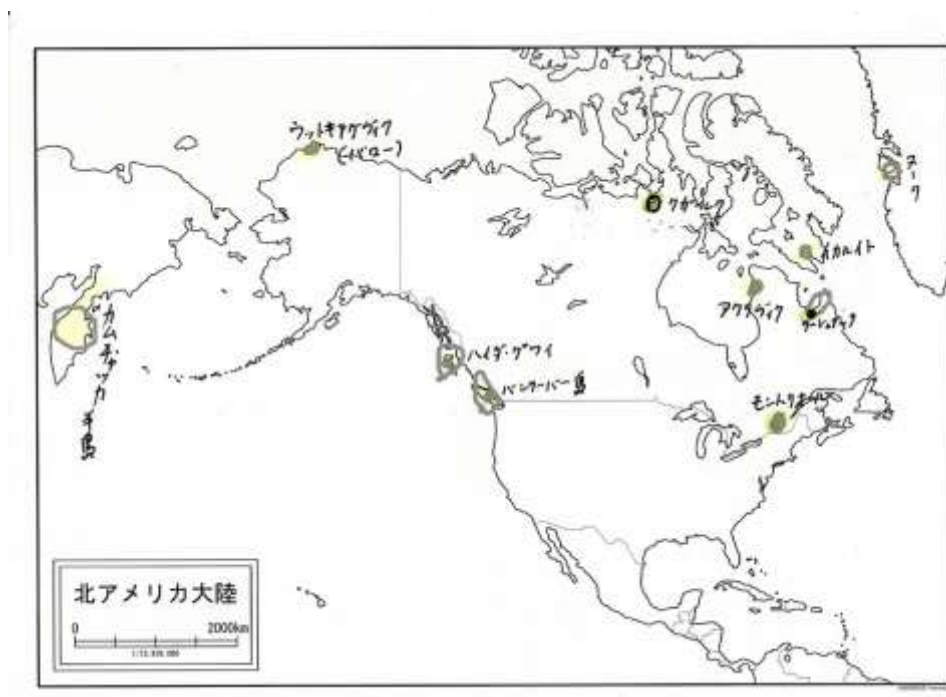 ウットキアグヴィク
(バロー)
クガールク
ヌーク
イカルイト
アクリヴィク
カムチャッカ半島
ハイダ・グワイ
バンクーバー島
モントリオール
北アメリカ大陸
0 2000km